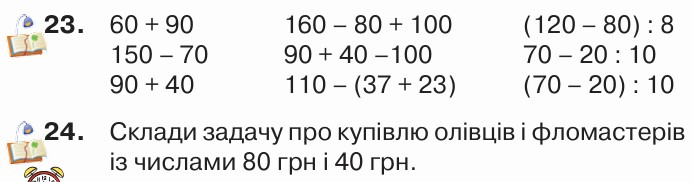 23. 60 + 90 160 – 80 + 100 (120 – 80) : 8
150 – 70 90 + 40 –100 70 – 20 : 10
90 + 40 110 – (37 + 23) (70 – 20) : 10
24. Склади задачу про купівлю олівців і фломастерів
із числами 80 грн і 40 грн.